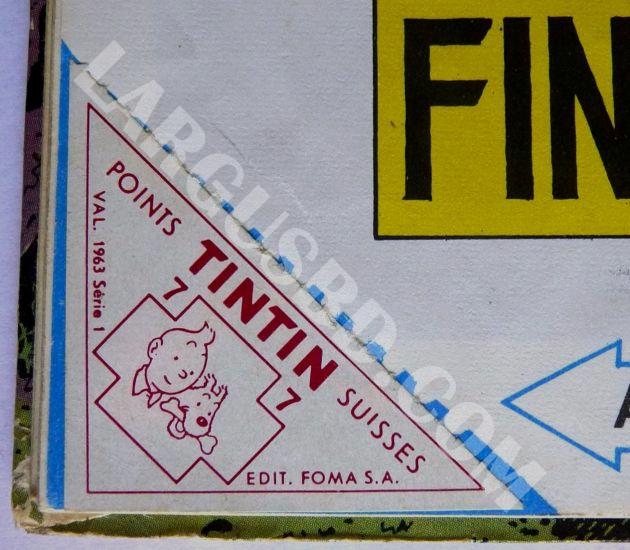 FIN
POINTS TINTIN SUISSES
VAL. 1963 Série 1
7
7
EDIT. FOMA S.A.
A
LARGUSBD.COM